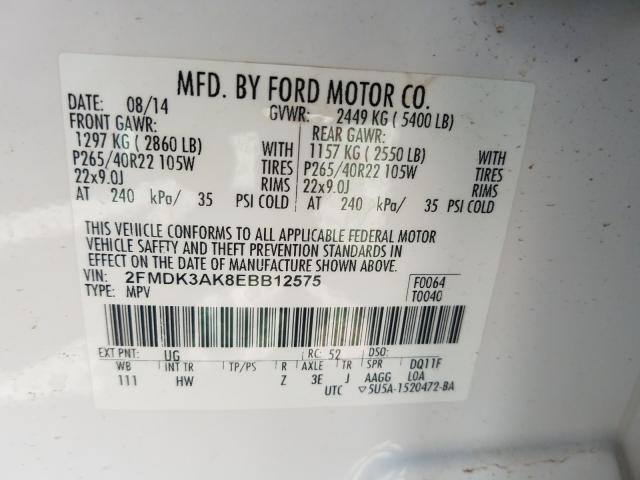 MFD. BY FORD MOTOR CO.
DATE: 08/14 GVWR: 2449 KG ( 5400 LB)
FRONT GAWR: REAR GAWR:
1297 KG ( 2860 LB) WITH 1157 KG ( 2550 LB) WITH
P265/40R22 105W TIRES P265/40R22 105W TIRES
22x9.0J RIMS 22x9.0J RIMS
AT 240 kPa/ 35 PSI COLD AT 240 kPa/ 35 PSI COLD
THIS VEHICLE CONFORMS TO ALL APPLICABLE FEDERAL MOTOR
VEHICLE SAFETY AND THEFT PREVENTION STANDARDS IN
EFFECT ON THE DATE OF MANUFACTURE SHOWN ABOVE.
VIN: 2FMDK3AK8EBB12575 F0064
TYPE: MPV T0040
EXT PNT: UG RC: 52 DSO:
WB INT TR TP/PS R AXLE TR SPR DQ11F
111 HW Z 3E J AAGG LOA
UTC ▽5U5A-1520472-BA